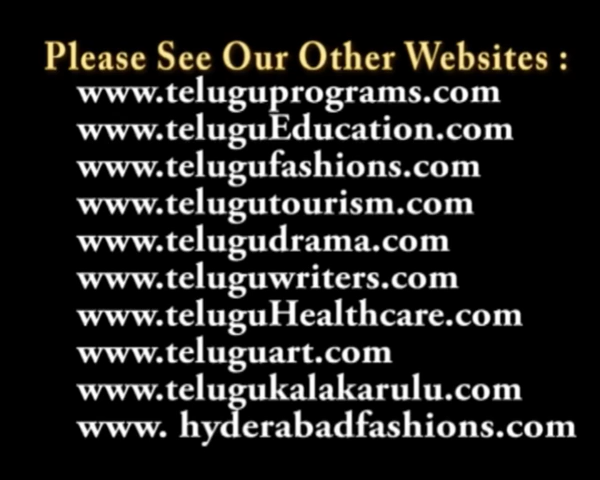 Please See Our Other Websites :
www.teluguprograms.com
www.teluguEducation.com
www.telugufashions.com
www.telugutourism.com
www.telugudrama.com
www.teluguwriters.com
www.teluguHealthcare.com
www.teluguart.com
www.telugukalakarulu.com
www. hyderabadfashions.com